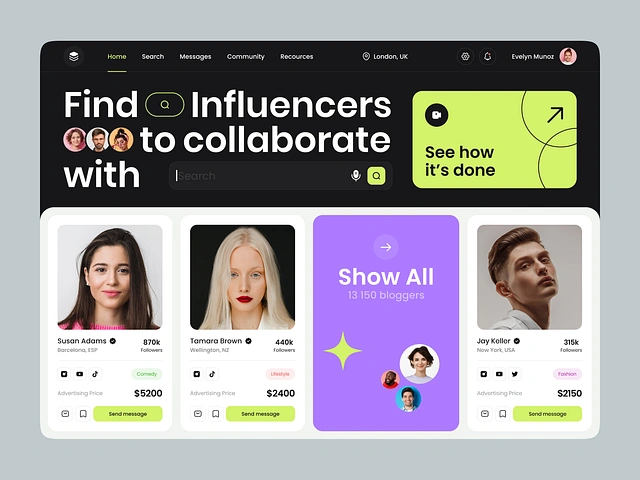 Home Search Messages Community Recources London, UK Evelyn Munoz
Find Influencers
to collaborate
with
Search
See how
it's done
Susan Adams 870k
Barcelona, ESP Followers
Comedy
Advertising Price $5200
Send message
Tamara Brown 440k
Wellington, NZ Followers
Lifestyle
Advertising Price $2400
Send message
Show All
13 150 bloggers
Jay Kollor 315k
New York, USA Followers
Fashion
Advertising Price $2150
Send message